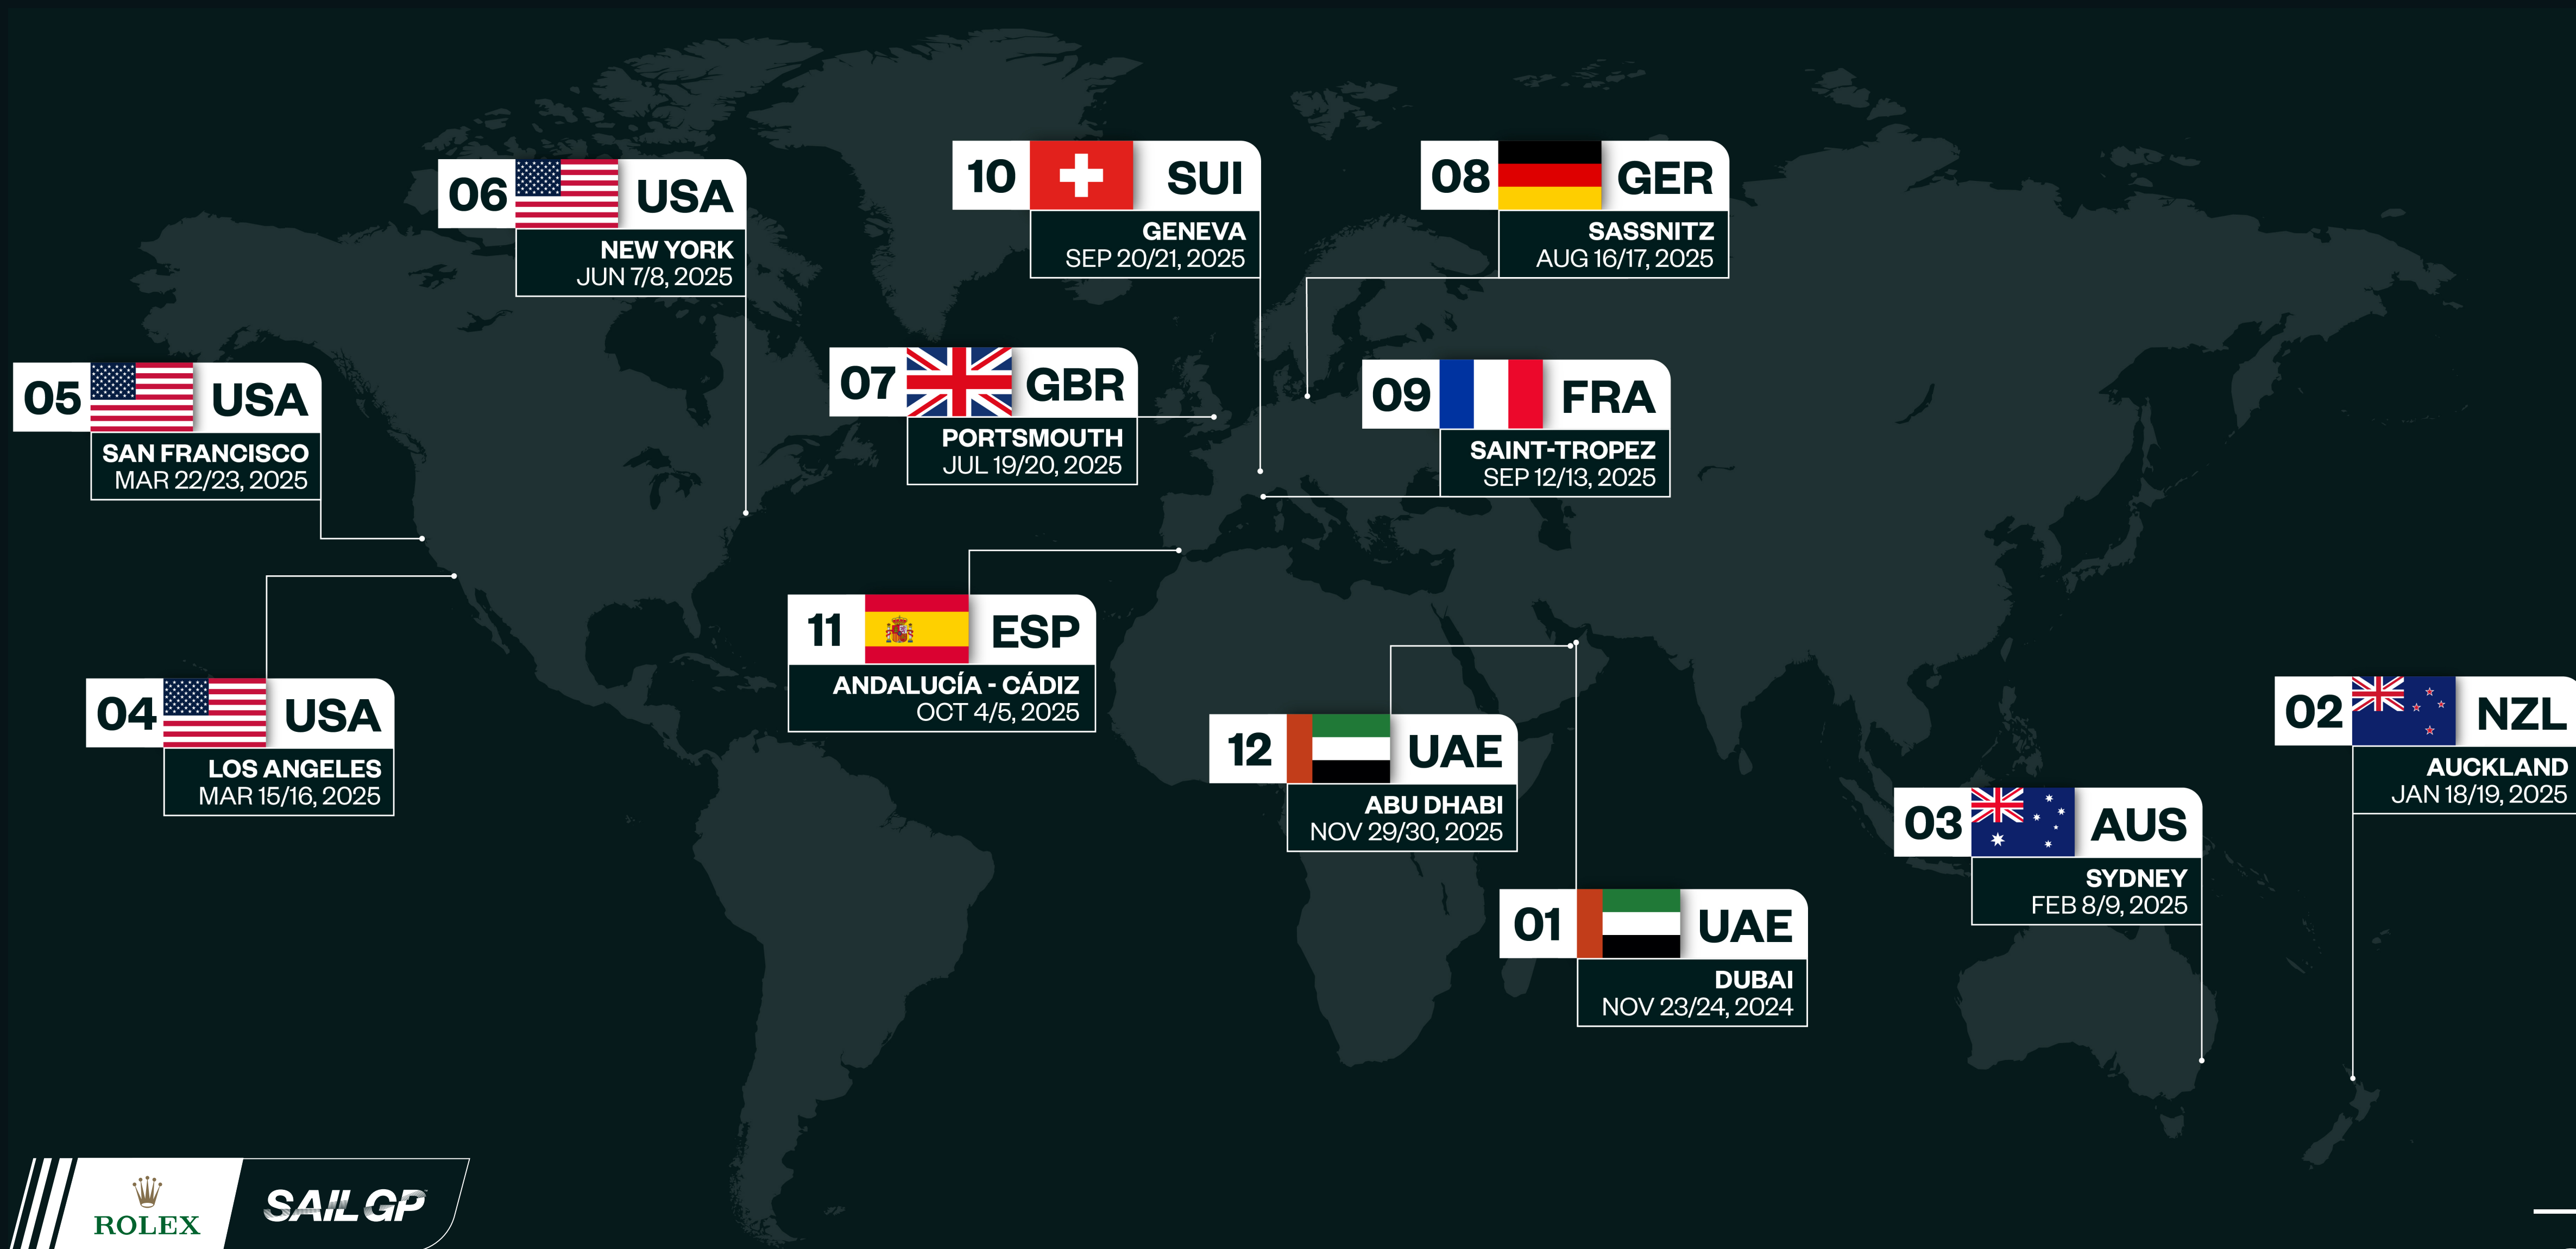 06 USA
NEW YORK
JUN 7/8, 2025
10 SUI
GENEVA
SEP 20/21, 2025
08 GER
SASSNITZ
AUG 16/17, 2025
05 USA
SAN FRANCISCO
MAR 22/23, 2025
07 GBR
PORTSMOUTH
JUL 19/20, 2025
09 FRA
SAINT-TROPEZ
SEP 12/13, 2025
04 USA
LOS ANGELES
MAR 15/16, 2025
11 ESP
ANDALUCÍA - CÁDIZ
OCT 4/5, 2025
12 UAE
ABU DHABI
NOV 29/30, 2025
02 NZL
AUCKLAND
JAN 18/19, 2025
03 AUS
SYDNEY
FEB 8/9, 2025
01 UAE
DUBAI
NOV 23/24, 2024
ROLEX
SAIL GP